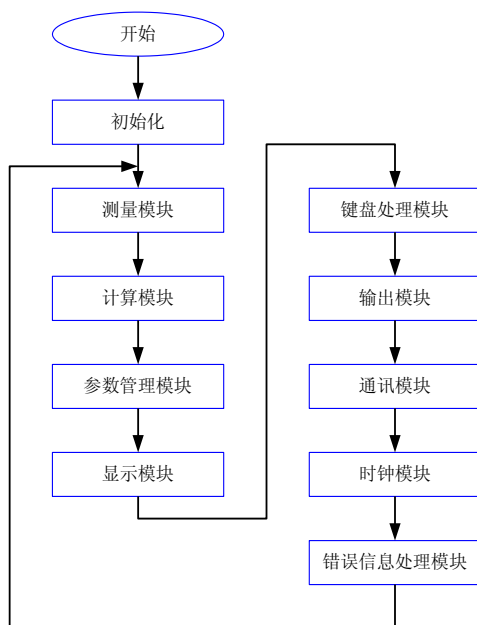 开始
初始化
测量模块
计算模块
参数管理模块
显示模块
键盘处理模块
输出模块
通讯模块
时钟模块
错误信息处理模块